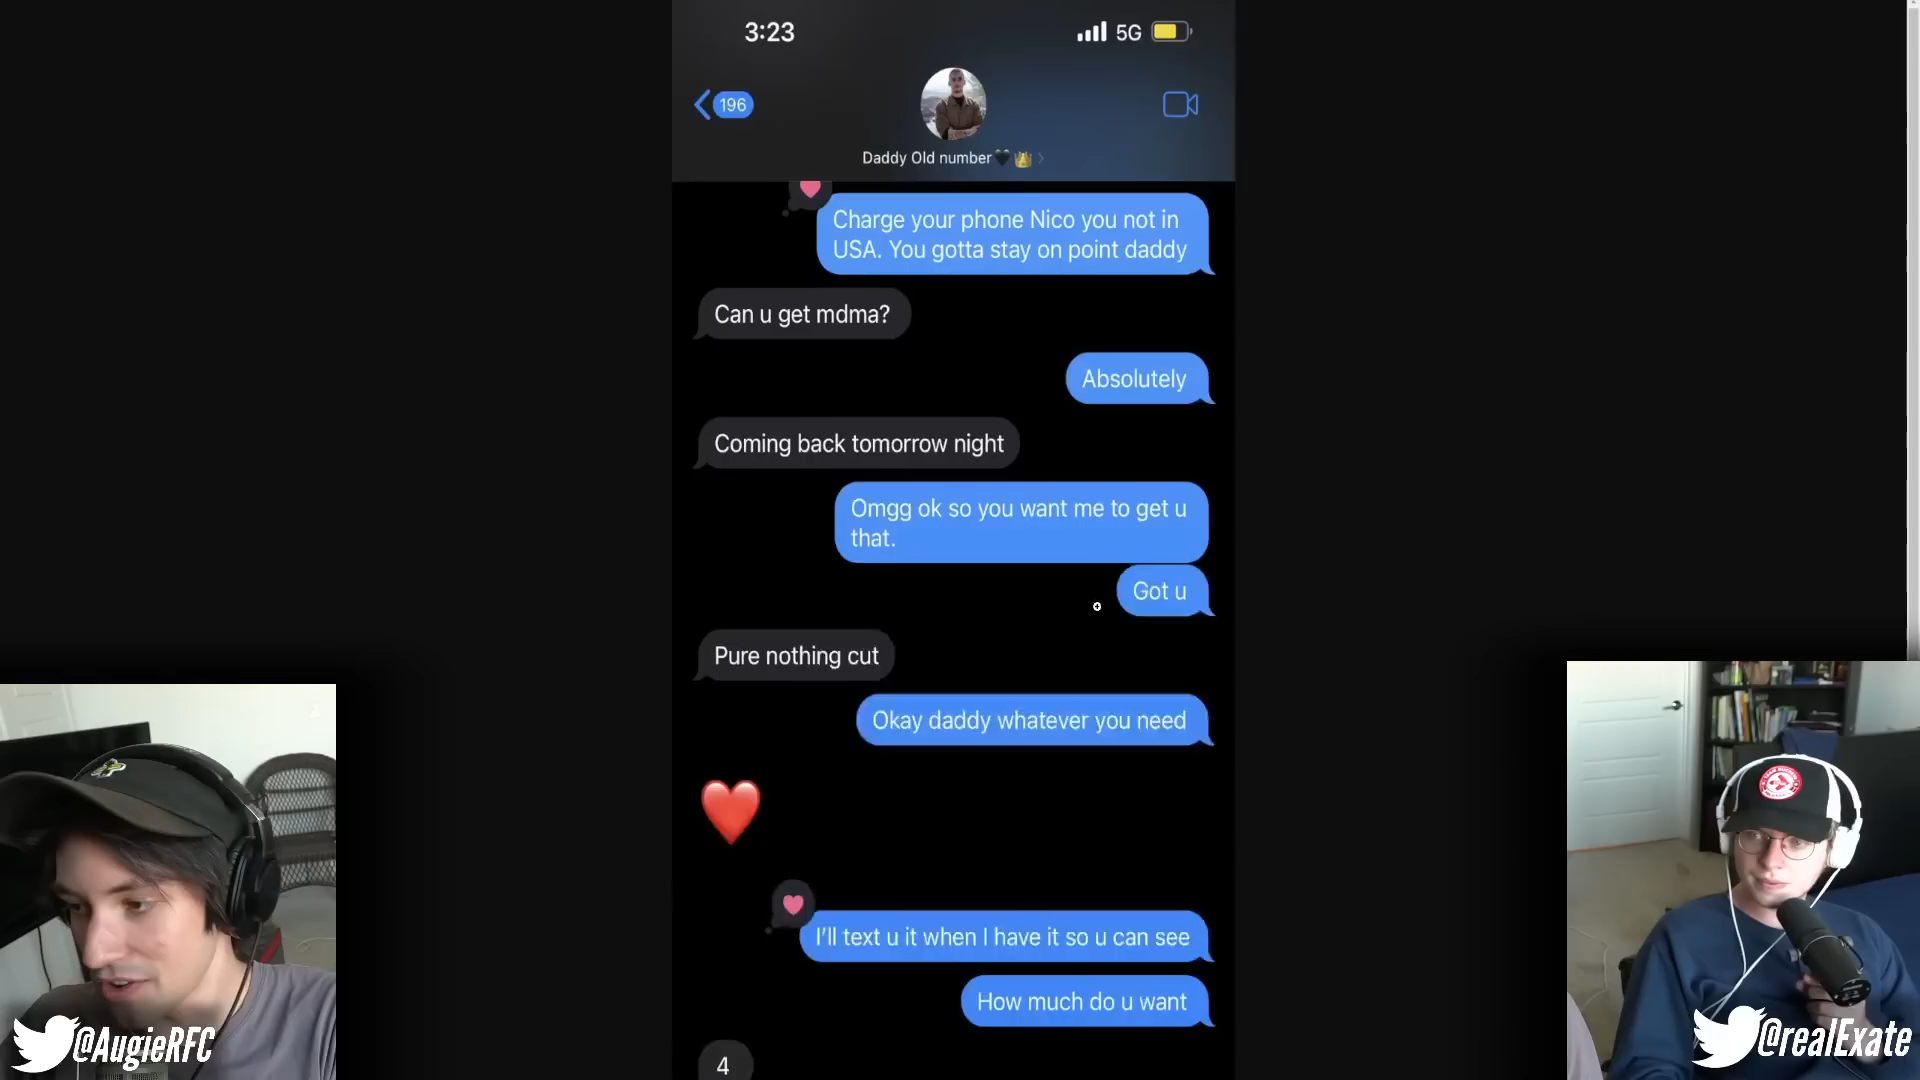 3:23
5G
196
Daddy Old number🖤👑
Charge your phone Nico you not in
USA. You gotta stay on point daddy
Can u get mdma?
Absolutely
Coming back tomorrow night
Omgg ok so you want me to get u
that.
Got u
Pure nothing cut
Okay daddy whatever you need
I'll text u it when I have it so u can see
How much do u want
4
@AugieRFC
@realExate